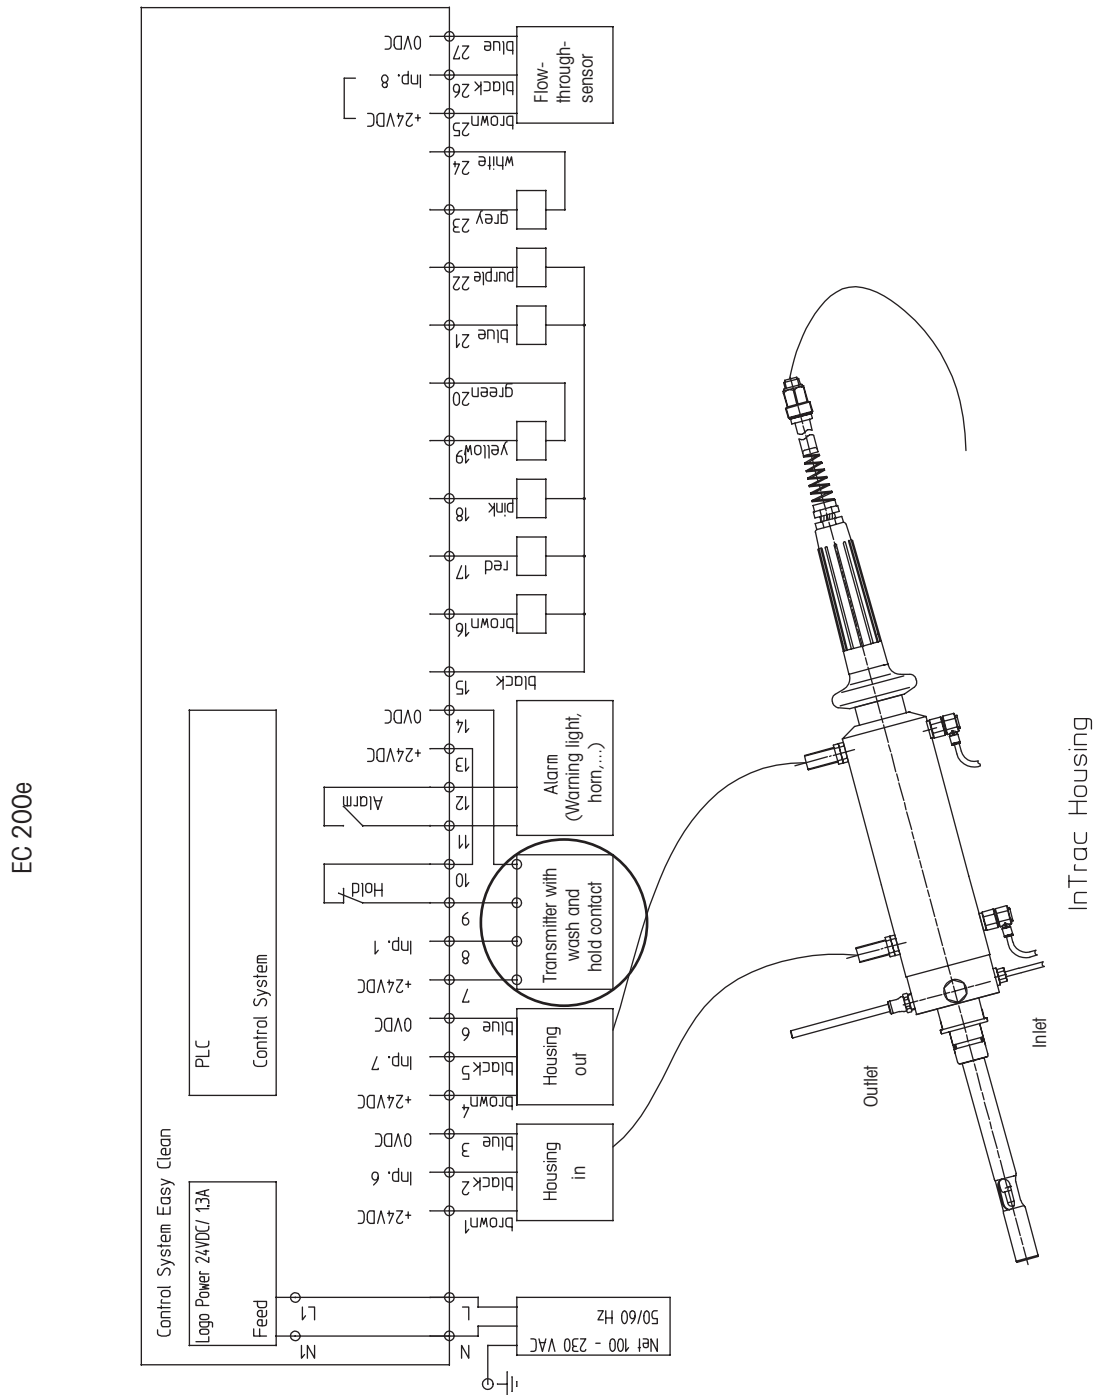 EC 200e
Control System Easy Clean
Logo Power 24VDC/ 1.3A
Feed
PLC
Control System
L1
N1
L
N
Net 100 - 230 VAC
50/60 Hz
0VDC
27
blue
Inp. 8
26
black
+24VDC
25
brown
Flow-
through-
sensor
24
white
23
grey
22
purple
21
blue
20
green
19
yellow
18
pink
17
red
16
brown
15
black
0VDC
14
+24VDC
13
12
Alarm
11
Alarm
(Warning light,
horn,...)
10
Hold
9
Inp. 1
8
+24VDC
7
Transmitter with
wash and
hold contact
0VDC
6
blue
Inp. 7
5
black
+24VDC
4
brown
Housing
out
0VDC
3
blue
Inp. 6
2
black
+24VDC
1
brown
Housing
in
Outlet
Inlet
InTrac Housing